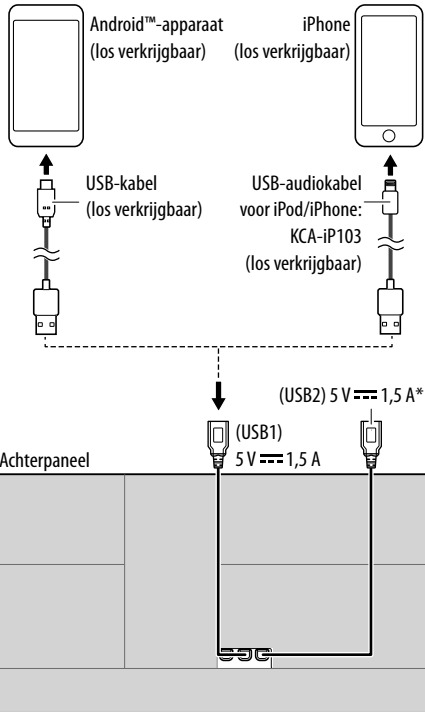 Android™-apparaat
(los verkrijgbaar)
iPhone
(los verkrijgbaar)
USB-kabel
(los verkrijgbaar)
USB-audiokabel
voor iPod/iPhone:
KCA-iP103
(los verkrijgbaar)
(USB2) 5 V ⎓ 1,5 A*
(USB1)
5 V ⎓ 1,5 A
Achterpaneel